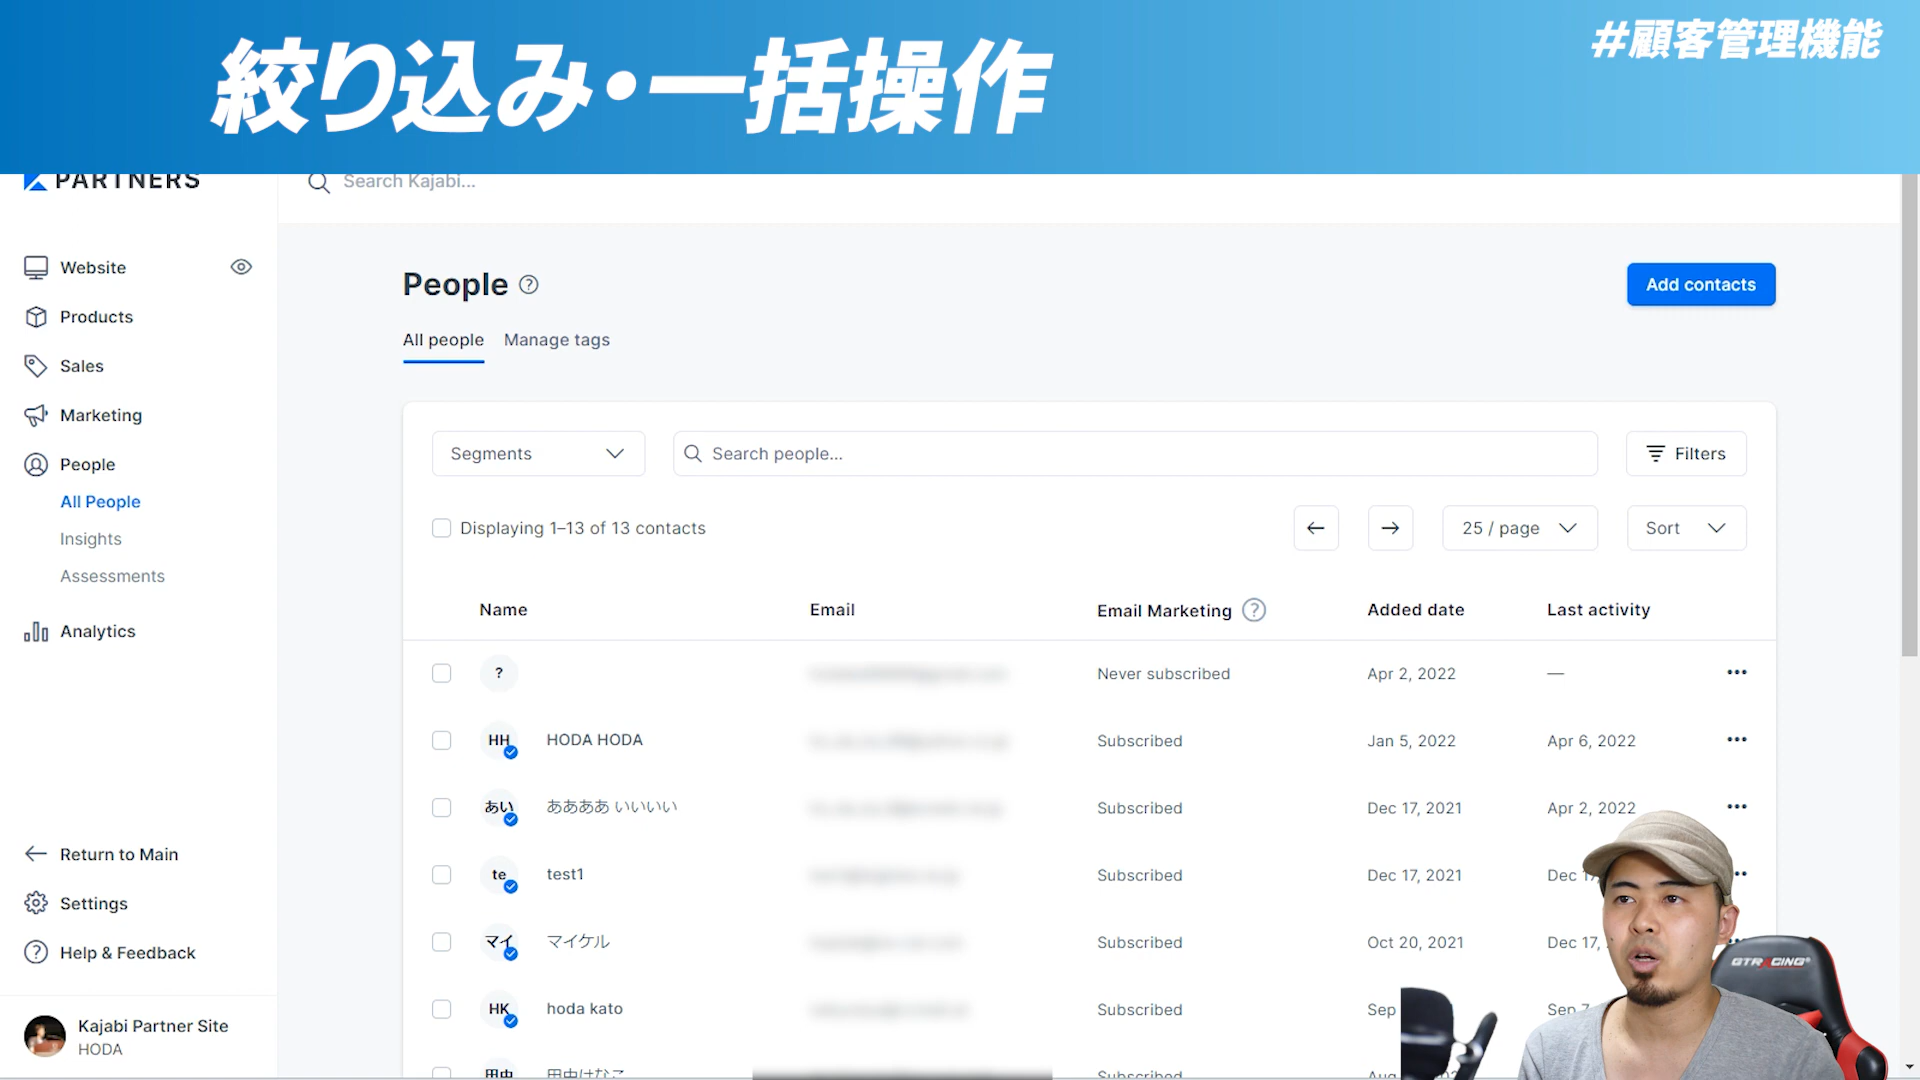 絞り込み・一括操作
#顧客管理機能
PARTNERS
Search Kajabi...
Website
Products
Sales
Marketing
People
All People
Insights
Assessments
Analytics
Return to Main
Settings
Help & Feedback
Kajabi Partner Site
HODA
People
Add contacts
All people Manage tags
Segments
Search people...
Filters
Displaying 1–13 of 13 contacts
25 / page
Sort
Name Email Email Marketing Added date Last activity
? Never subscribed Apr 2, 2022 —
HH HODA HODA Subscribed Jan 5, 2022 Apr 6, 2022
あい ああああ いいいい Subscribed Dec 17, 2021 Apr 2, 2022
te test1 Subscribed Dec 17, 2021 Dec 17,
マイ マイケル Subscribed Oct 20, 2021 Dec 17,
HK hoda kato Subscribed Sep Sep 7
田中 田中はなこ Subscribed Aug
GTRACING